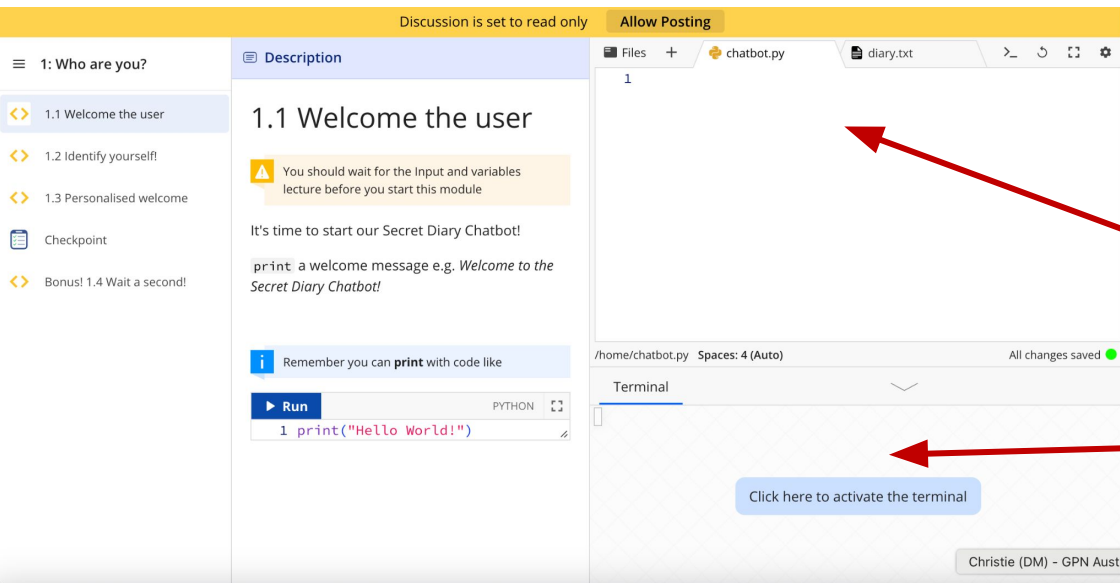 Discussion is set to read only Allow Posting
1: Who are you?
1.1 Welcome the user
1.2 Identify yourself!
1.3 Personalised welcome
Checkpoint
Bonus! 1.4 Wait a second!
Description
1.1 Welcome the user
You should wait for the Input and variables
lecture before you start this module
It's time to start our Secret Diary Chatbot!
print a welcome message e.g. Welcome to the
Secret Diary Chatbot!
Remember you can print with code like
Run PYTHON
1 print("Hello World!")
Files + chatbot.py diary.txt >_
1
/home/chatbot.py Spaces: 4 (Auto) All changes saved
Terminal
Click here to activate the terminal
Christie (DM) - GPN Aust